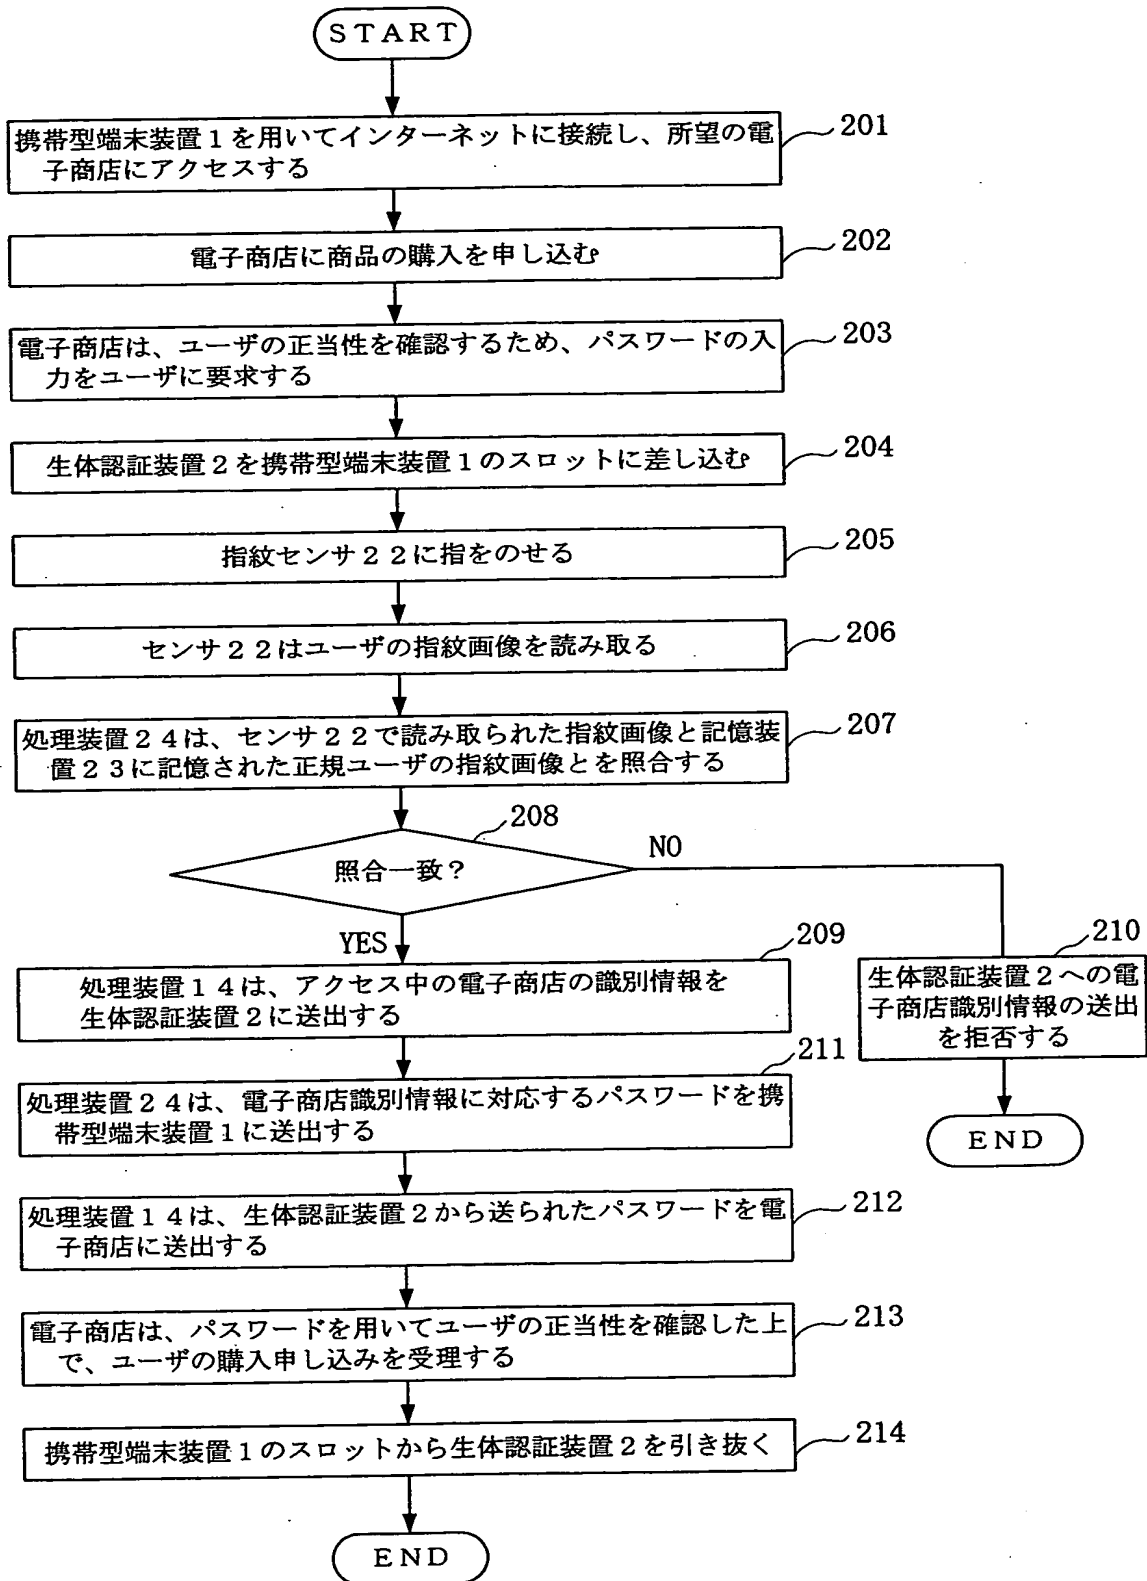 START
携帯型端末装置1を用いてインターネットに接続し、所望の電
子商店にアクセスする
201
電子商店に商品の購入を申し込む
202
電子商店は、ユーザの正当性を確認するため、パスワードの入
力をユーザに要求する
203
生体認証装置2を携帯型端末装置1のスロットに差し込む
204
指紋センサ22に指をのせる
205
センサ22はユーザの指紋画像を読み取る
206
処理装置24は、センサ22で読み取られた指紋画像と記憶装
置23に記憶された正規ユーザの指紋画像とを照合する
207
照合一致?
208
NO
YES
処理装置14は、アクセス中の電子商店の識別情報を
生体認証装置2に送出する
209
生体認証装置2への電
子商店識別情報の送出
を拒否する
210
END
処理装置24は、電子商店識別情報に対応するパスワードを携
帯型端末装置1に送出する
211
処理装置14は、生体認証装置2から送られたパスワードを電
子商店に送出する
212
電子商店は、パスワードを用いてユーザの正当性を確認した上
で、ユーザの購入申し込みを受理する
213
携帯型端末装置1のスロットから生体認証装置2を引き抜く
214
END